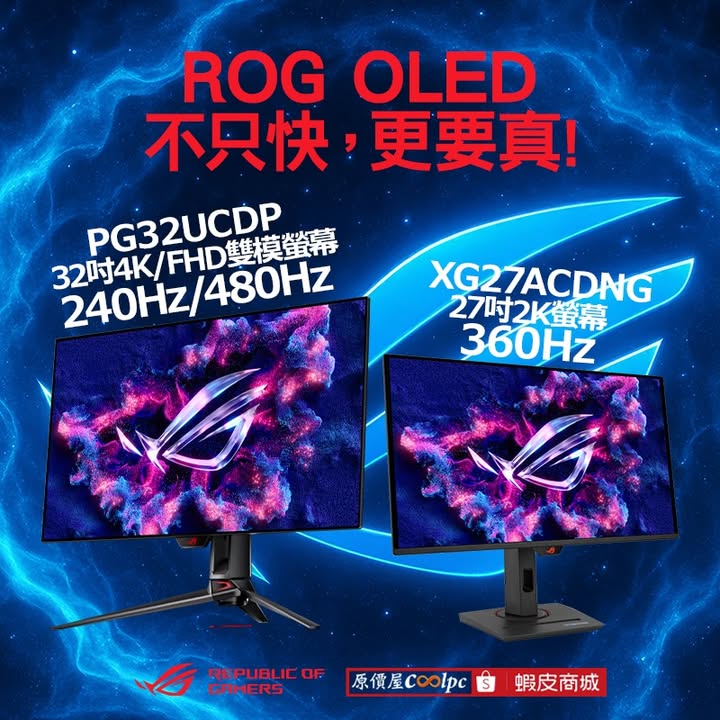 ROG OLED
不只快，更要真!
PG32UCDP
32吋4K/FHD雙模螢幕
240Hz/480Hz
XG27ACDNG
27吋2K螢幕
360Hz
REPUBLIC OF
GAMERS
原價屋Coolpc
S
蝦皮商城